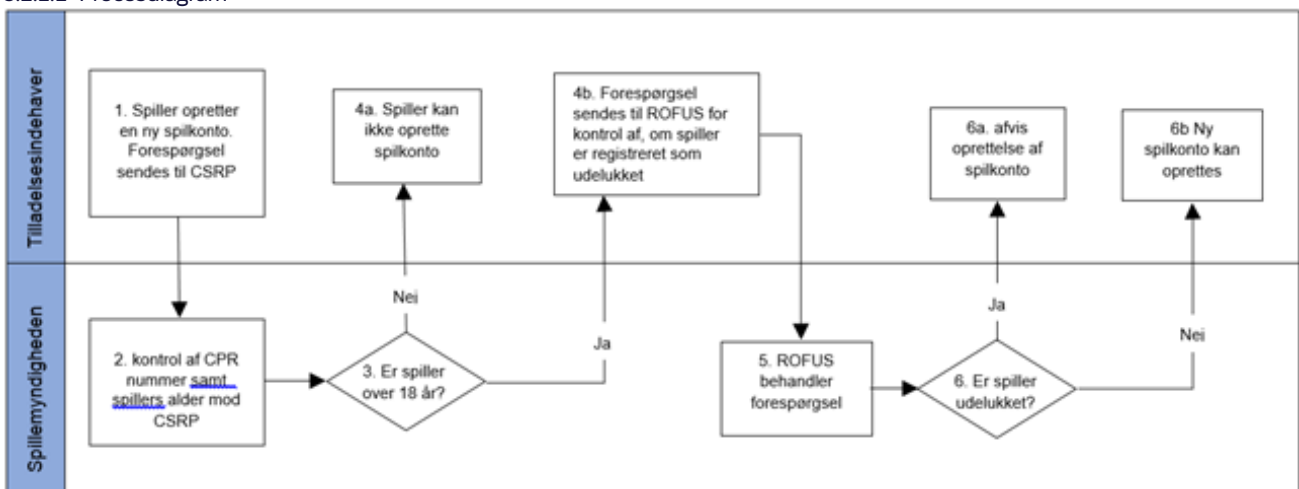 Tilladelsesindehaver
1. Spiller opretter
en ny spilkonto.
Forespørgsel
sendes til CSRP
4a. Spiller kan
ikke oprette
spilkonto
4b. Forespørgsel
sendes til ROFUS for
kontrol af, om spiller
er registreret som
udelukket
6a. afvis
oprettelse af
spilkonto
6b Ny
spilkonto kan
oprettes
Spillemyndigheden
2. kontrol af CPR
nummer samt
spillers alder mod
CSRP
3. Er spiller
over 18 år?
Nej
Ja
5. ROFUS
behandler
forespørgsel
6. Er spiller
udelukket?
Ja
Nej